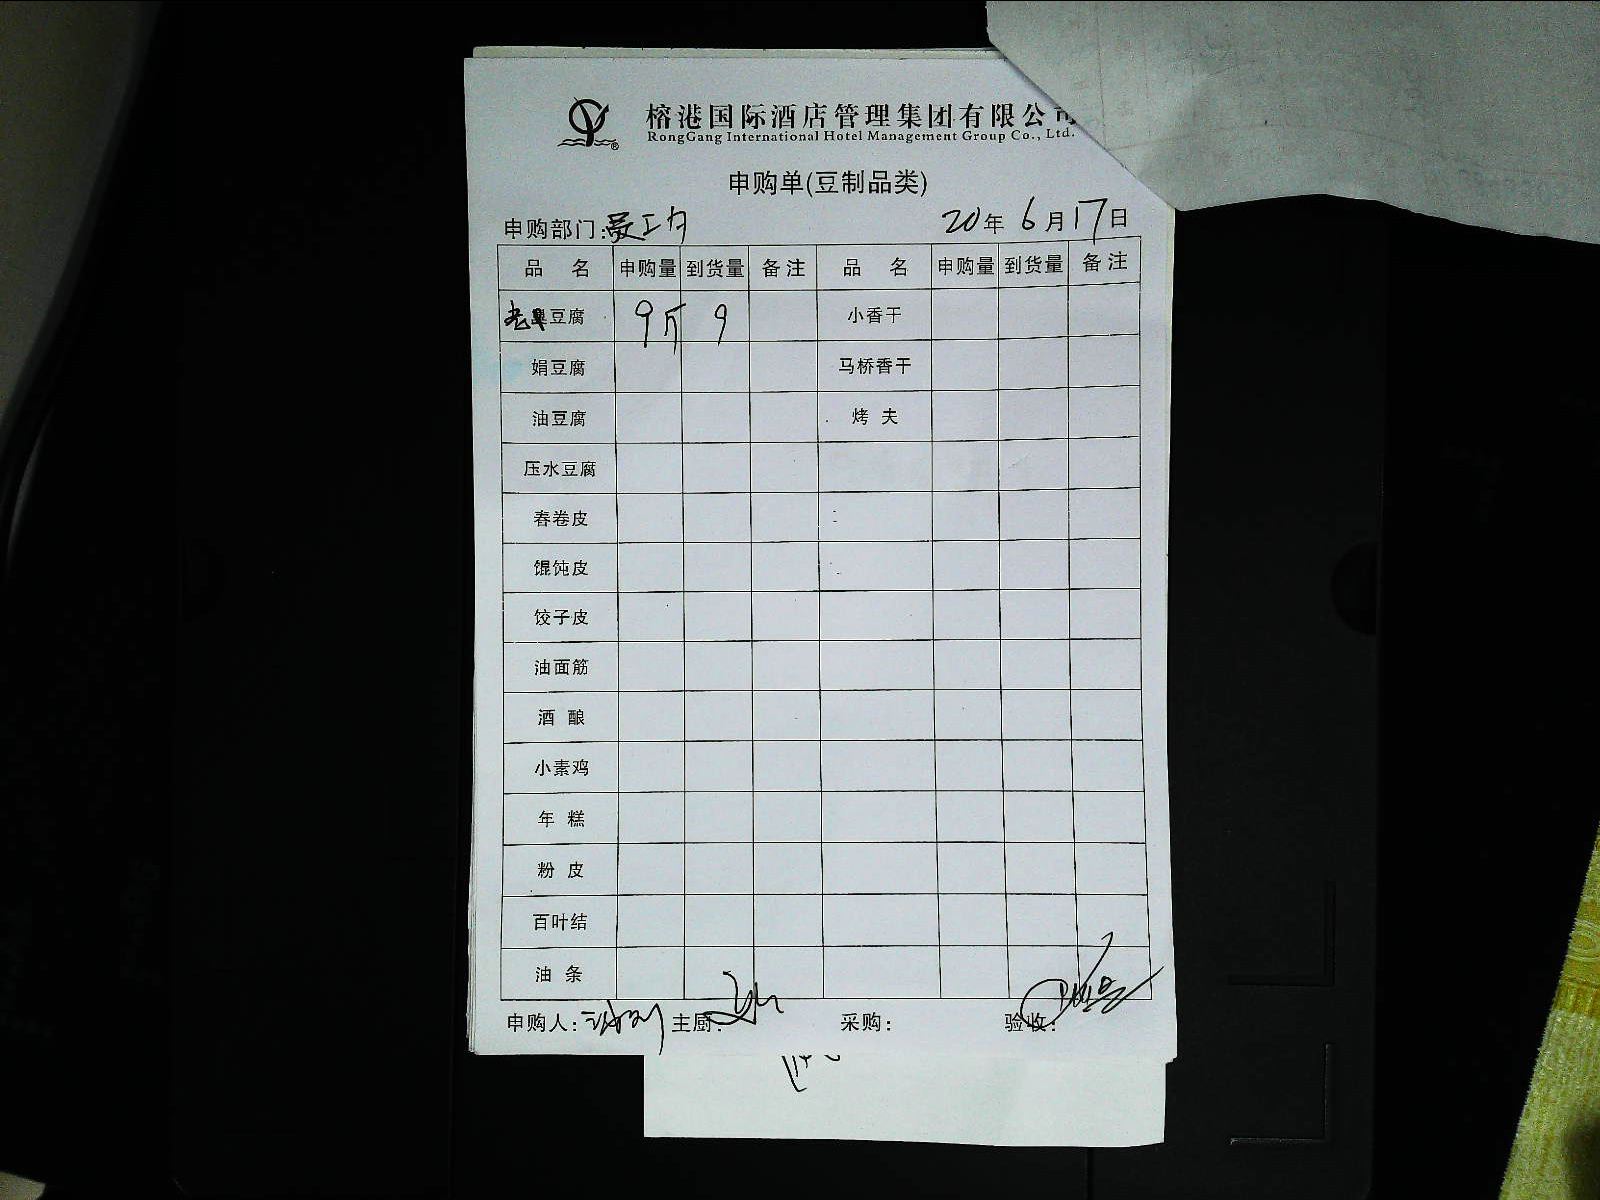 榕港国际酒店管理集团有限公司
RongGang International Hotel Management Group Co., Ltd.
申购单(豆制品类)
申购部门: 20年6月17日
品 名 申购量 到货量 备注 品 名 申购量 到货量 备注
老豆腐 9斤 9 小香干
娟豆腐 马桥香干
油豆腐 烤 夫
压水豆腐
春卷皮
馄饨皮
饺子皮
油面筋
酒 酿
小素鸡
年 糕
粉 皮
百叶结
油 条
申购人: 主厨: 采购: 验收: